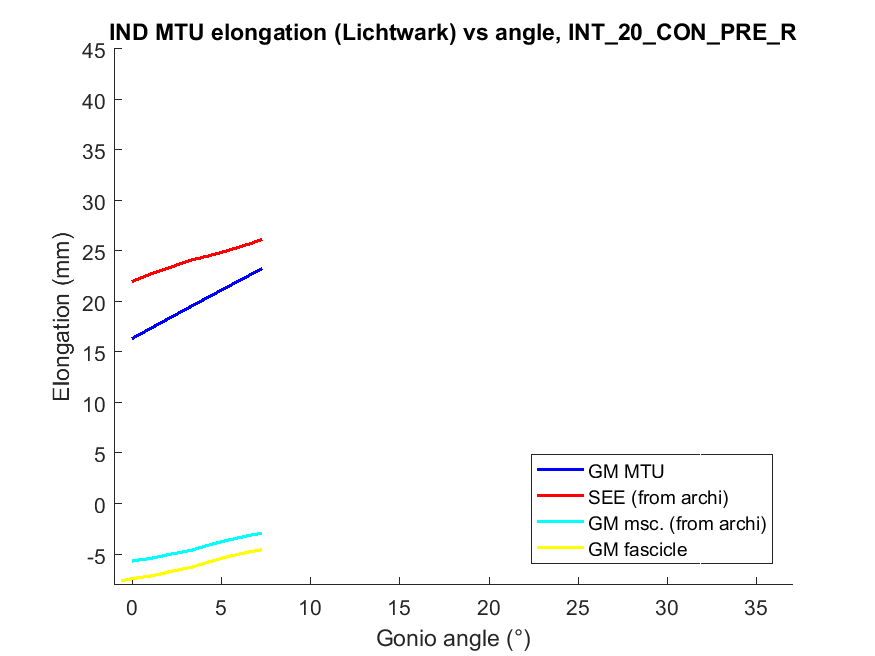 IND MTU elongation (Lichtwark) vs angle, INT_20_CON_PRE_R
45
40
35
30
25
20
15
10
5
0
-5
Elongation (mm)
0 5 10 15 20 25 30 35
Gonio angle (°)
GM MTU
SEE (from archi)
GM msc. (from archi)
GM fascicle